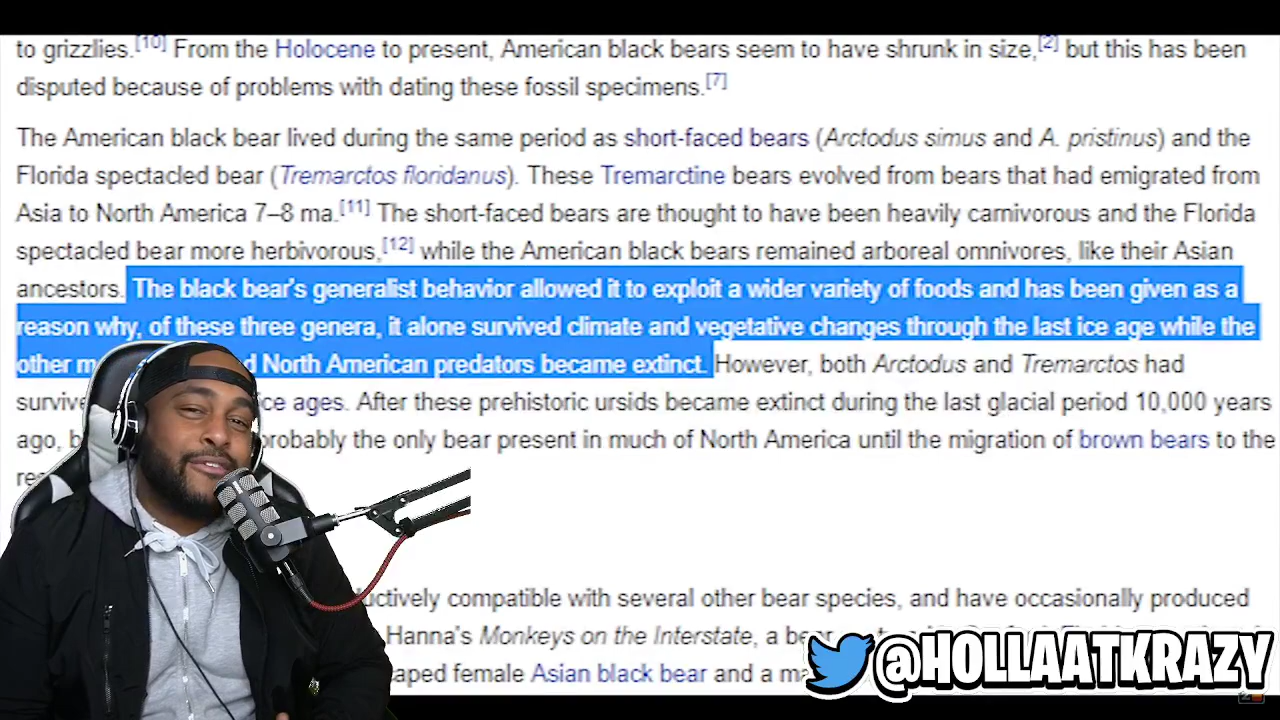 to grizzlies.[10] From the Holocene to present, American black bears seem to have shrunk in size,[2] but this has been
disputed because of problems with dating these fossil specimens.[7]
The American black bear lived during the same period as short-faced bears (Arctodus simus and A. pristinus) and the
Florida spectacled bear (Tremarctos floridanus). These Tremarctine bears evolved from bears that had emigrated from
Asia to North America 7–8 ma.[11] The short-faced bears are thought to have been heavily carnivorous and the Florida
spectacled bear more herbivorous,[12] while the American black bears remained arboreal omnivores, like their Asian
ancestors. The black bear's generalist behavior allowed it to exploit a wider variety of foods and has been given as a
reason why, of these three genera, it alone survived climate and vegetative changes through the last ice age while the
other North American predators became extinct. However, both Arctodus and Tremarctos had
ice ages. After these prehistoric ursids became extinct during the last glacial period 10,000 years
ago, probably the only bear present in much of North America until the migration of brown bears to the
compatible with several other bear species, and have occasionally produced
Hanna's Monkeys on the Interstate, a
female Asian black bear and a
@HOLLAATKRAZY